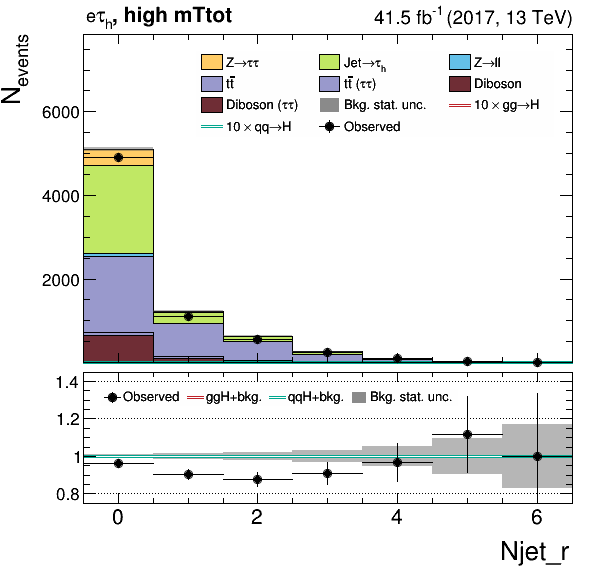 eτh, high mTtot 41.5 fb⁻¹ (2017, 13 TeV)
Nevents
Z→ττ Jet→τh Z→ll
tt̄ tt̄ (ττ) Diboson
Diboson (ττ) Bkg. stat. unc. 10 × gg→H
10 × qq→H Observed
6000
4000
2000
1.4
Observed ggH+bkg. qqH+bkg. Bkg. stat. unc.
1.2
1
0.8
0 2 4 6
Njet_r